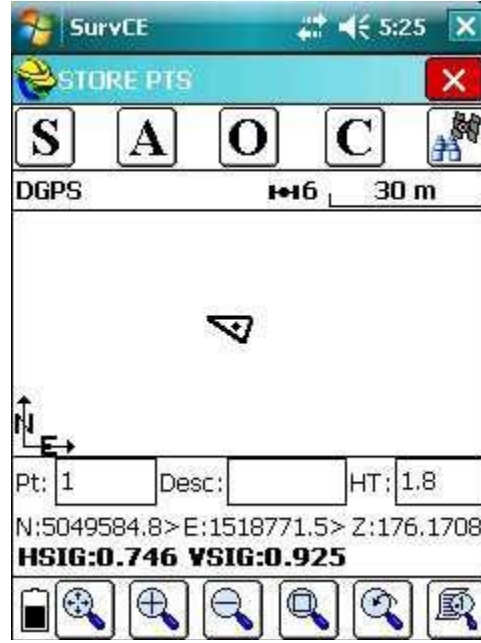 SurvCE 5:25
STORE PTS
S A O C
DGPS 6 30 m
N
E
Pt: 1 Desc: HT: 1.8
N:5049584.8> E:1518771.5> Z:176.1708
HSIG:0.746 VSIG:0.925